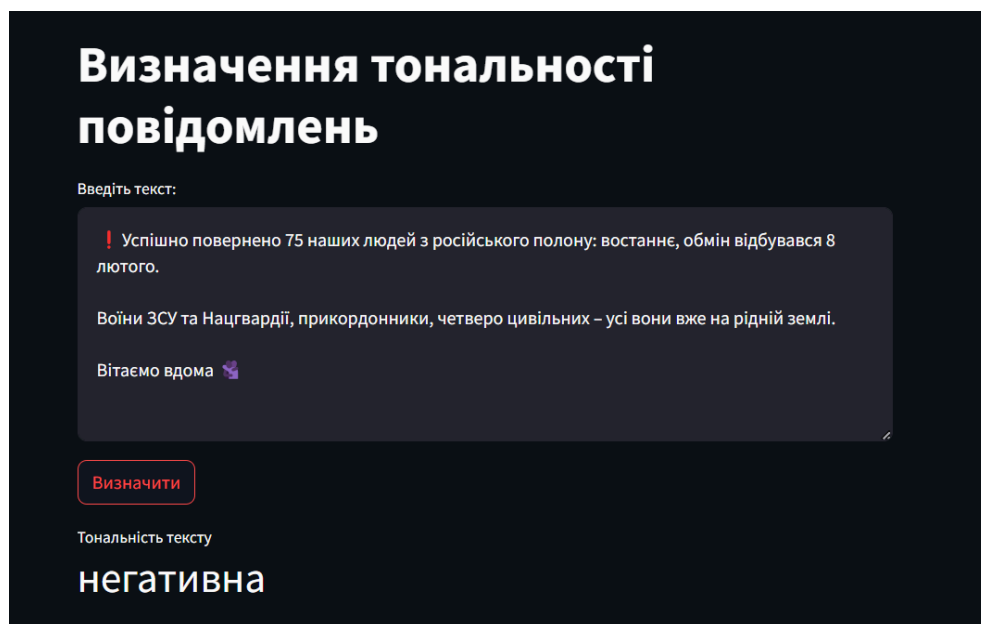 Визначення тональності
повідомлень
Введіть текст:
❗ Успішно повернено 75 наших людей з російського полону: востаннє, обмін відбувався 8
лютого.
Воїни ЗСУ та Нацгвардії, прикордонники, четверо цивільних – усі вони вже на рідній землі.
Вітаємо вдома
Визначити
Тональність тексту
негативна